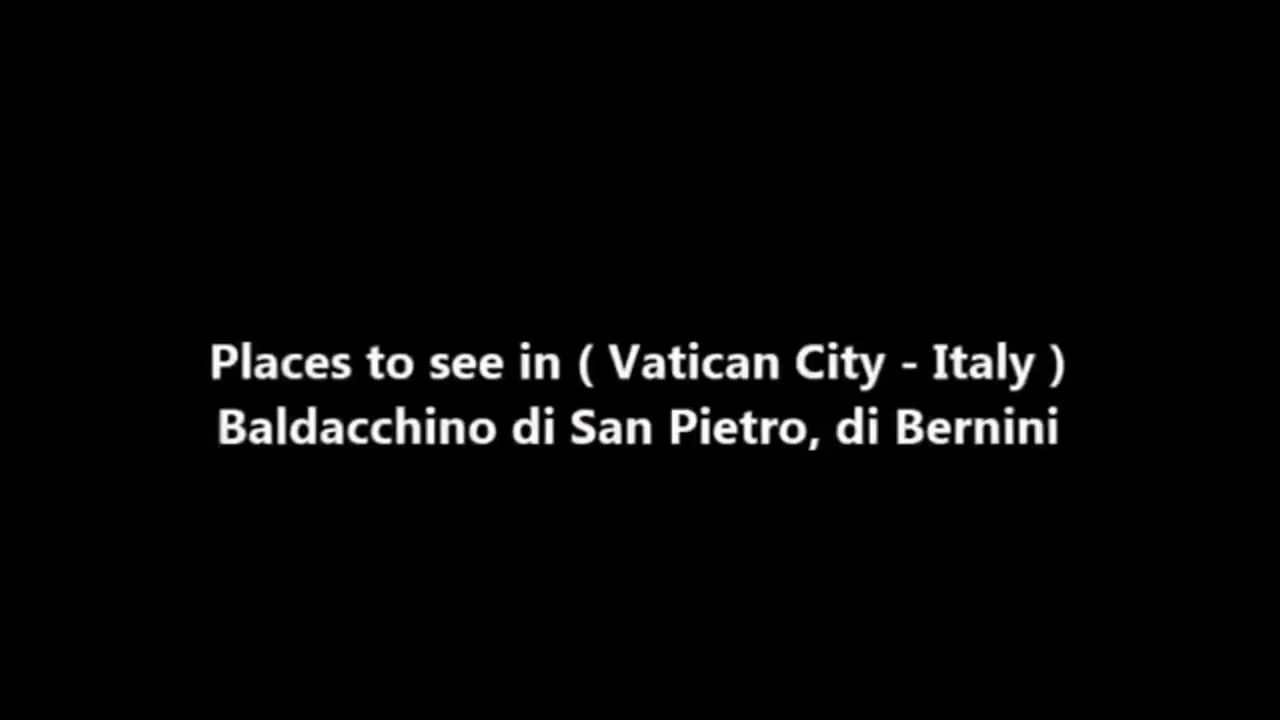 Places to see in ( Vatican City - Italy )
Baldacchino di San Pietro, di Bernini